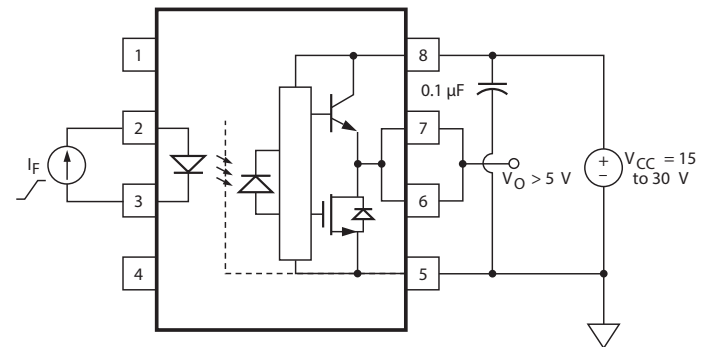 1
8
0.1 µF
2
7
I_F
V_O > 5 V
+
–
V_CC = 15
to 30 V
3
6
4
5